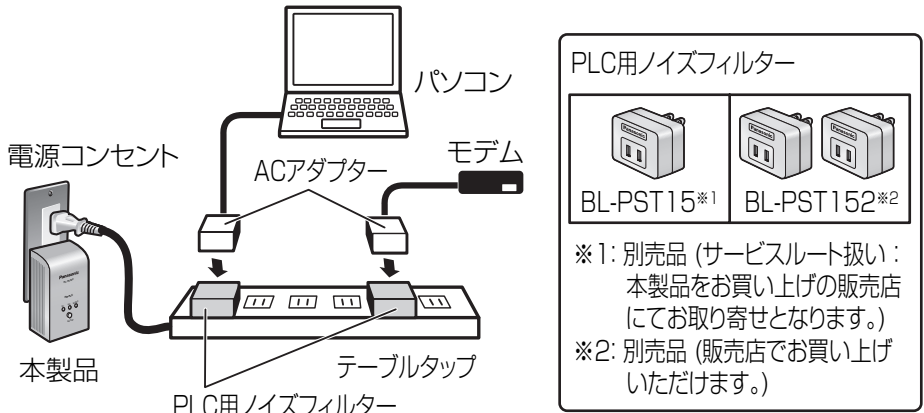 パソコン
電源コンセント
ACアダプター
モデム
Panasonic
本製品
テーブルタップ
PLC用ノイズフィルター
PLC用ノイズフィルター
Panasonic
Panasonic
Panasonic
BL-PST15※1
BL-PST152※2
※1: 別売品 (サービスルート扱い :
本製品をお買い上げの販売店
にてお取り寄せとなります。)
※2: 別売品 (販売店でお買い上げ
いただけます。)